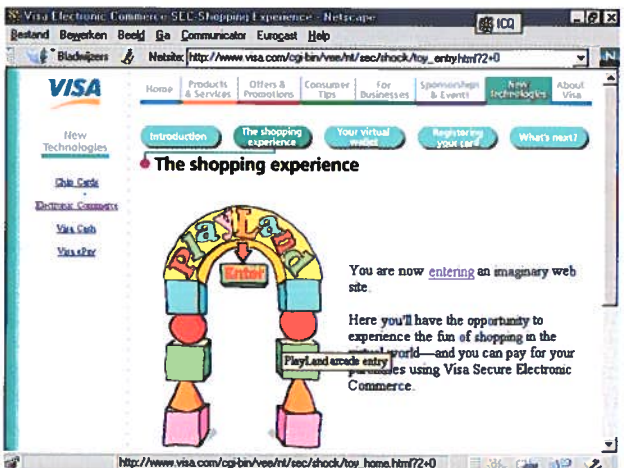 Visa Electronic Commerce SEC Shopping Experience - Netscape
ICQ
Bestand Bewerken Beeld Ga Communicator Eurogast Help
Bladwijzers Netsite: http://www.visa.com/cgi-bin/vee/nt/sec/shock/toy_entry.html?2+0
VISA
Home Products & Services Offers & Promotions Consumer Tips For Businesses Sponsorships & Events New Technologies About Visa
New Technologies
Chip Cards
Electronic Commerce
Visa Cash
Visa ePay
Introduction The shopping experience Your virtual wallet Registering your card What's next?
The shopping experience
PlayLand
Enter
PlayLand arcade entry
You are now entering an imaginary web
site.
Here you'll have the opportunity to
experience the fun of shopping in the
world—and you can pay for your
using Visa Secure Electronic
Commerce.
http://www.visa.com/cgi-bin/vee/nt/sec/shock/toy_home.html?2+0